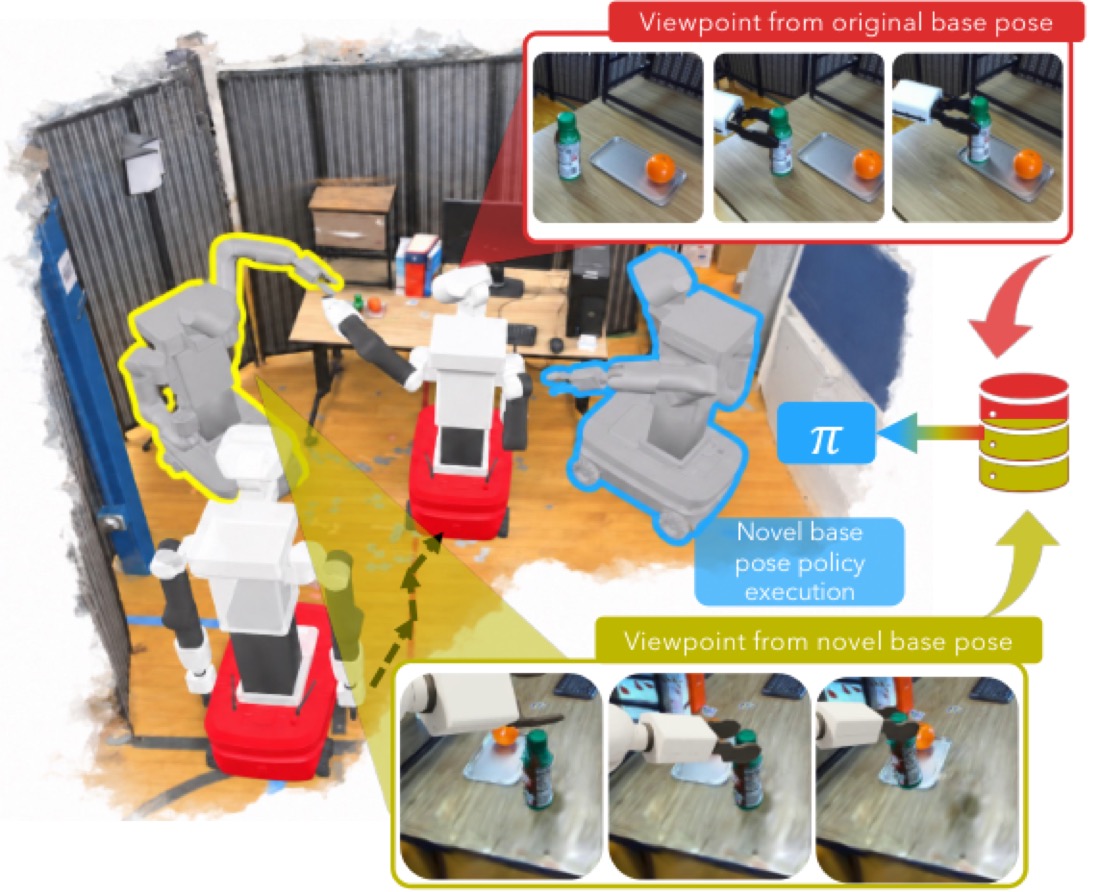 Viewpoint from original base pose
π
Novel base
pose policy
execution
Viewpoint from novel base pose